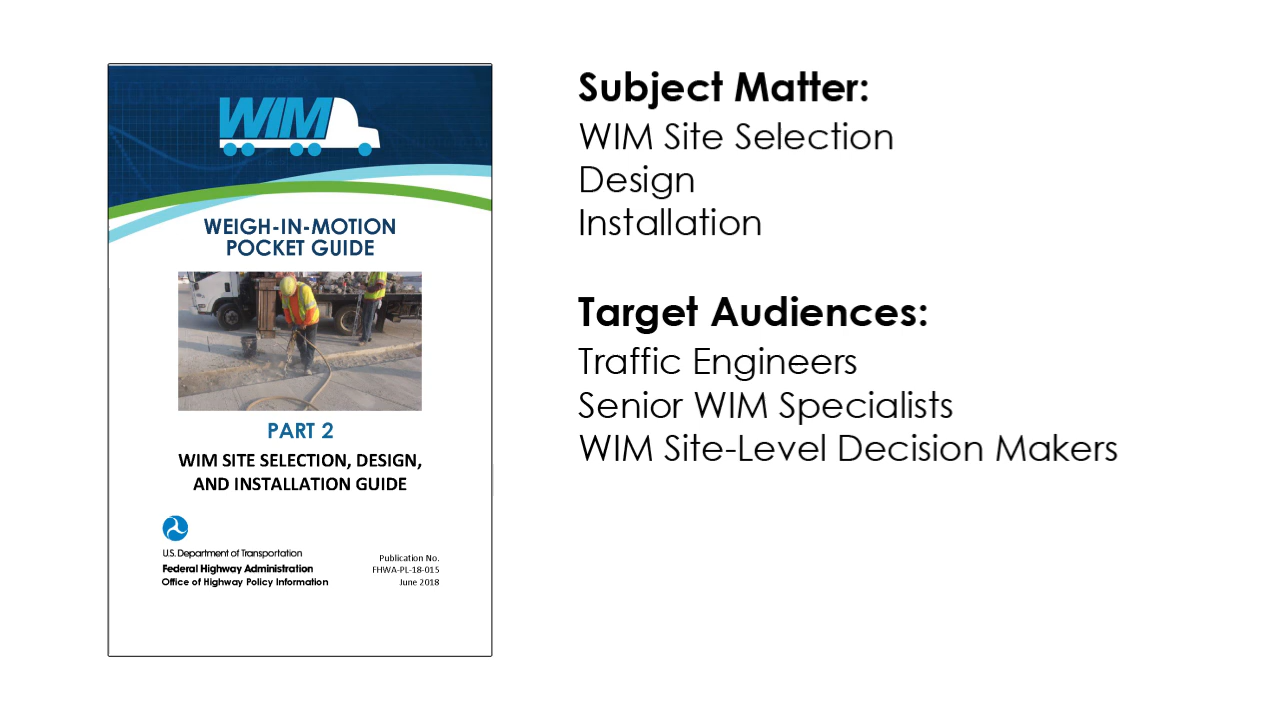 WIM
WEIGH-IN-MOTION
POCKET GUIDE
PART 2
WIM SITE SELECTION, DESIGN,
AND INSTALLATION GUIDE
U.S. Department of Transportation
Federal Highway Administration
Office of Highway Policy Information
Publication No.
FHWA-PL-18-015
June 2018
Subject Matter:
WIM Site Selection
Design
Installation
Target Audiences:
Traffic Engineers
Senior WIM Specialists
WIM Site-Level Decision Makers